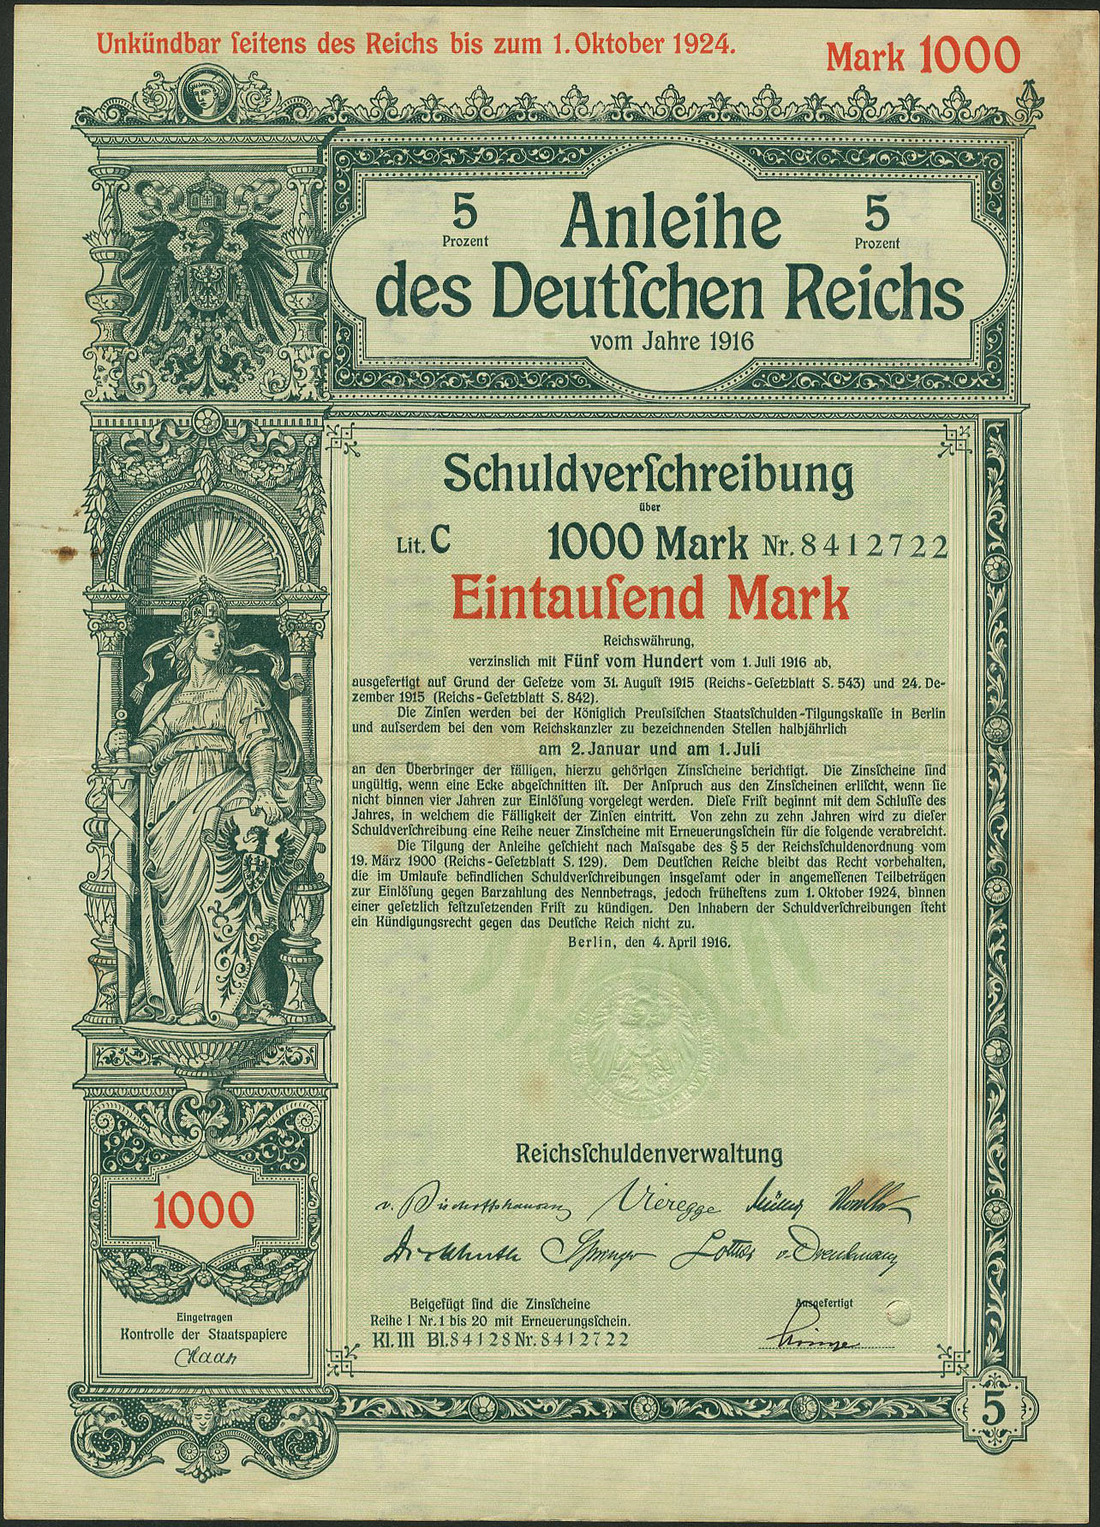 Unkündbar ſeitens des Reichs bis zum 1. Oktober 1924.
Mark 1000
5 Prozent
Anleihe
5 Prozent
des Deutſchen Reichs
vom Jahre 1916
Schuldverſchreibung
über
Lit. C 1000 Mark Nr. 8412722
Eintauſend Mark
Reichswährung,
verzinslich mit Fünf vom Hundert vom 1. Juli 1916 ab,
ausgefertigt auf Grund der Geſetze vom 31. Auguſt 1915 (Reichs-Geſetzblatt S. 543) und 24. De-
zember 1915 (Reichs-Geſetzblatt S. 842).
Die Zinſen werden bei der Königlich Preuſsiſchen Staatsſchulden-Tilgungskaſſe in Berlin
und auſserdem bei den vom Reichskanzler zu bezeichnenden Stellen halbjährlich
am 2. Januar und am 1. Juli
an den Überbringer der fälligen, hierzu gehörigen Zinsſcheine berichtigt. Die Zinsſcheine ſind
ungültig, wenn eine Ecke abgeſchnitten iſt. Der Anſpruch aus den Zinsſcheinen erliſcht, wenn ſie
nicht binnen vier Jahren zur Einlöſung vorgelegt werden. Dieſe Friſt beginnt mit dem Schluſſe des
Jahres, in welchem die Fälligkeit der Zinſen eintritt. Von zehn zu zehn Jahren wird zu dieſer
Schuldverſchreibung eine Reihe neuer Zinsſcheine mit Erneuerungsſchein für die folgende verabreicht.
Die Tilgung der Anleihe geſchieht nach Maſsgabe des § 5 der Reichsſchuldenordnung vom
19. März 1900 (Reichs-Geſetzblatt S. 129). Dem Deutſchen Reiche bleibt das Recht vorbehalten,
die im Umlaufe befindlichen Schuldverſchreibungen insgeſamt oder in angemeſſenen Teilbeträgen
zur Einlöſung gegen Barzahlung des Nennbetrags, jedoch früheſtens zum 1. Oktober 1924, binnen
einer geſetzlich feſtzuſetzenden Friſt zu kündigen. Den Inhabern der Schuldverſchreibungen ſteht
ein Kündigungsrecht gegen das Deutſche Reich nicht zu.
Berlin, den 4. April 1916.
Reichsſchuldenverwaltung
v. Bischoffshausen Vieregge Müller
Springer v. Drenkmann
Beigefügt ſind die Zinsſcheine
Reihe I Nr. 1 bis 20 mit Erneuerungsſchein.
Kl. III Bl. 84128 Nr. 8412722
Ausgefertigt
1000
Eingetragen
Kontrolle der Staatspapiere
5